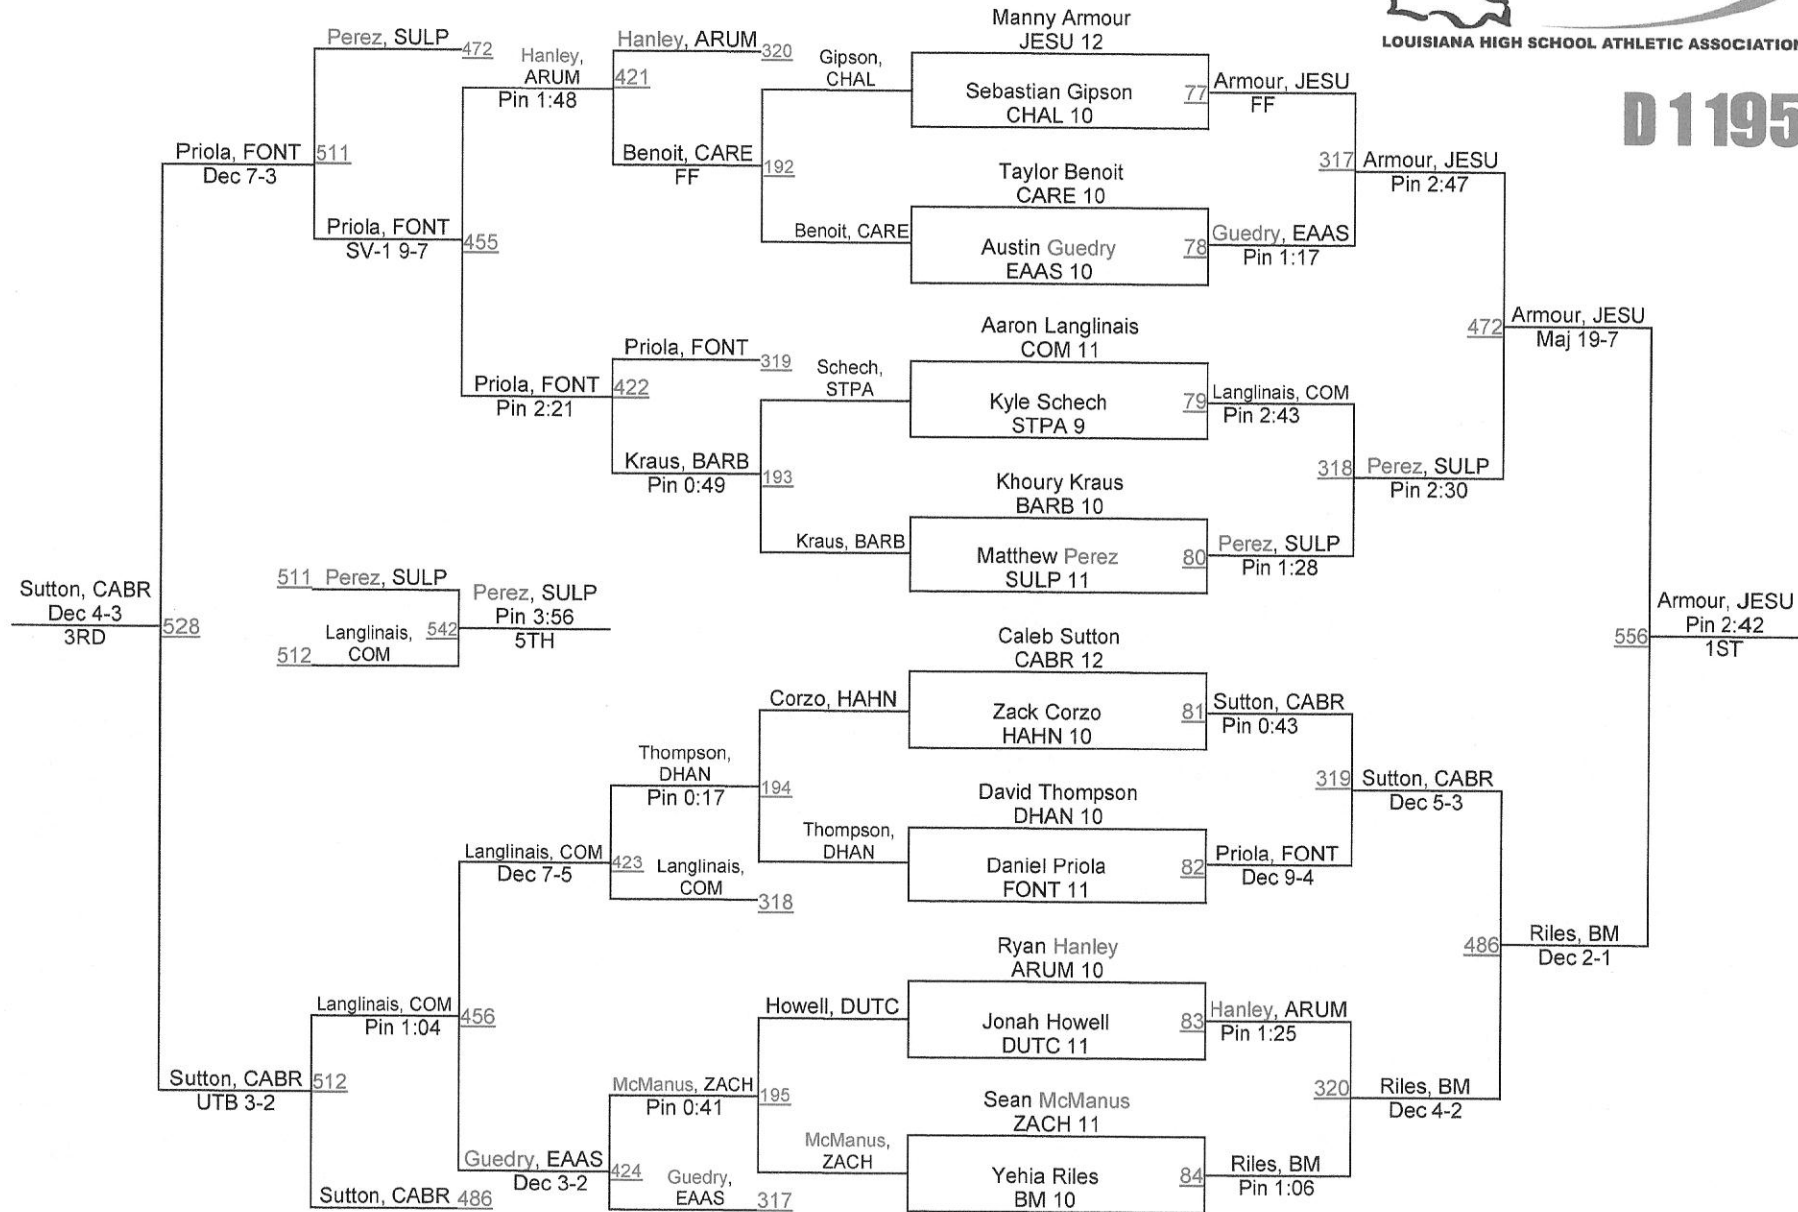 LOUISIANA HIGH SCHOOL ATHLETIC ASSOCIATION
D 1 195
Perez, SULP
472
Hanley,
ARUM
Pin 1:48
Hanley, ARUM
320
421
Benoit, CARE
FF
Gipson,
CHAL
192
Benoit, CARE
Priola, FONT
Dec 7-3
511
Priola, FONT
SV-1 9-7
455
Priola, FONT
Pin 2:21
Priola, FONT
319
422
Kraus, BARB
Pin 0:49
Schech,
STPA
193
Kraus, BARB
Manny Armour
JESU 12
Sebastian Gipson
CHAL 10
77
Armour, JESU
FF
Taylor Benoit
CARE 10
Austin Guedry
EAAS 10
78
Guedry, EAAS
Pin 1:17
317
Armour, JESU
Pin 2:47
Aaron Langlinais
COM 11
Kyle Schech
STPA 9
79
Langlinais, COM
Pin 2:43
Khoury Kraus
BARB 10
Matthew Perez
SULP 11
80
Perez, SULP
Pin 1:28
318
Perez, SULP
Pin 2:30
472
Armour, JESU
Maj 19-7
Sutton, CABR
Dec 4-3
3RD
528
511
Perez, SULP
512
Langlinais,
COM
542
Perez, SULP
Pin 3:56
5TH
556
Armour, JESU
Pin 2:42
1ST
Caleb Sutton
CABR 12
Zack Corzo
HAHN 10
81
Sutton, CABR
Pin 0:43
David Thompson
DHAN 10
Daniel Priola
FONT 11
82
Priola, FONT
Dec 9-4
319
Sutton, CABR
Dec 5-3
Ryan Hanley
ARUM 10
Jonah Howell
DUTC 11
83
Hanley, ARUM
Pin 1:25
Sean McManus
ZACH 11
Yehia Riles
BM 10
84
Riles, BM
Pin 1:06
320
Riles, BM
Dec 4-2
486
Riles, BM
Dec 2-1
Corzo, HAHN
Thompson,
DHAN
Pin 0:17
194
Thompson,
DHAN
Langlinais, COM
Dec 7-5
423
Langlinais,
COM
318
Langlinais, COM
Pin 1:04
456
Howell, DUTC
McManus, ZACH
Pin 0:41
195
McManus,
ZACH
Sutton, CABR
UTB 3-2
512
Guedry, EAAS
Dec 3-2
424
Guedry,
EAAS
317
Sutton, CABR
486